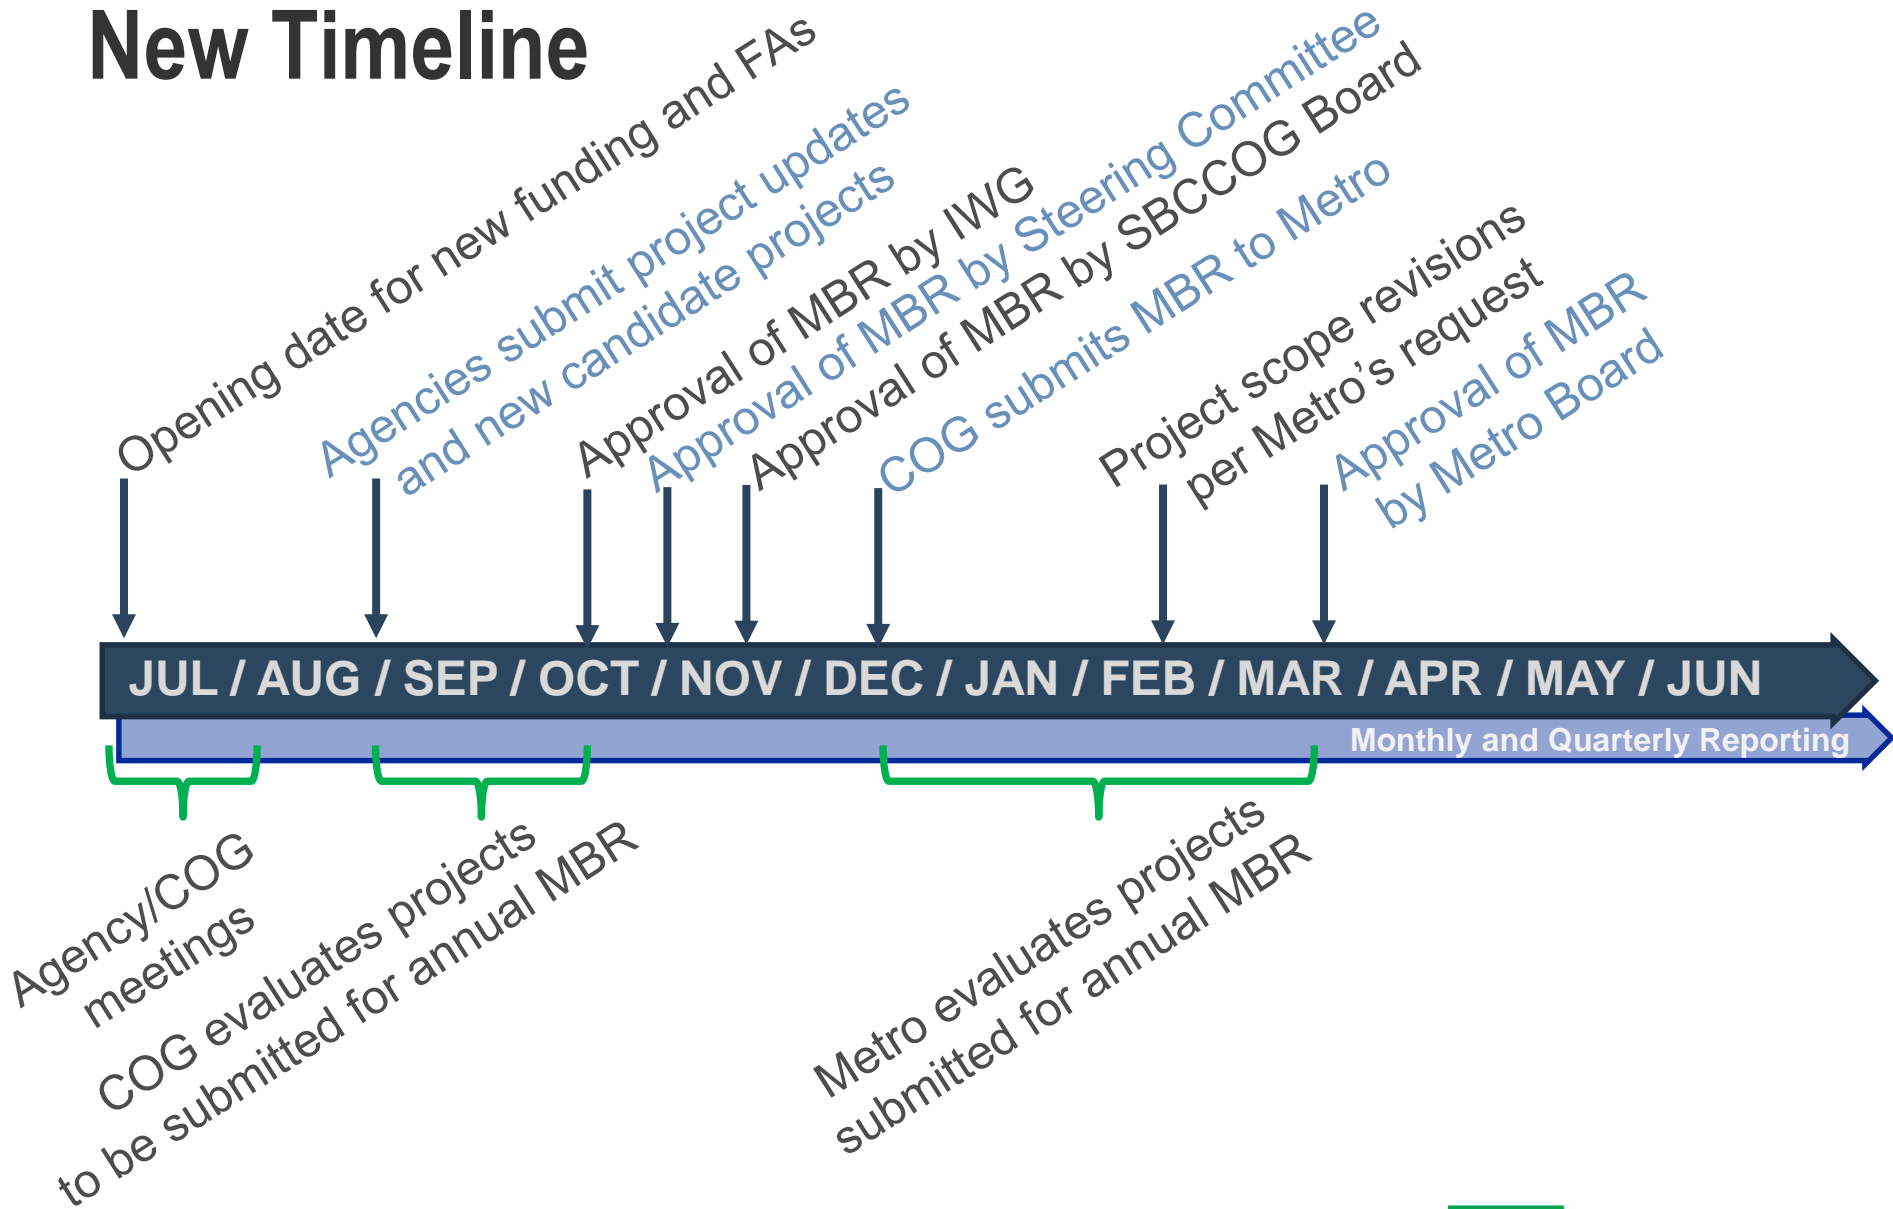 New Timeline
Opening date for new funding and FAs
Agencies submit project updates
and new candidate projects
Approval of MBR by IWG
Approval of MBR by Steering Committee
Approval of MBR by SBCCOG Board
COG submits MBR to Metro
Project scope revisions
per Metro’s request
Approval of MBR
by Metro Board
JUL / AUG / SEP / OCT / NOV / DEC / JAN / FEB / MAR / APR / MAY / JUN
Monthly and Quarterly Reporting
Agency/COG
meetings
COG evaluates projects
to be submitted for annual MBR
Metro evaluates projects
submitted for annual MBR